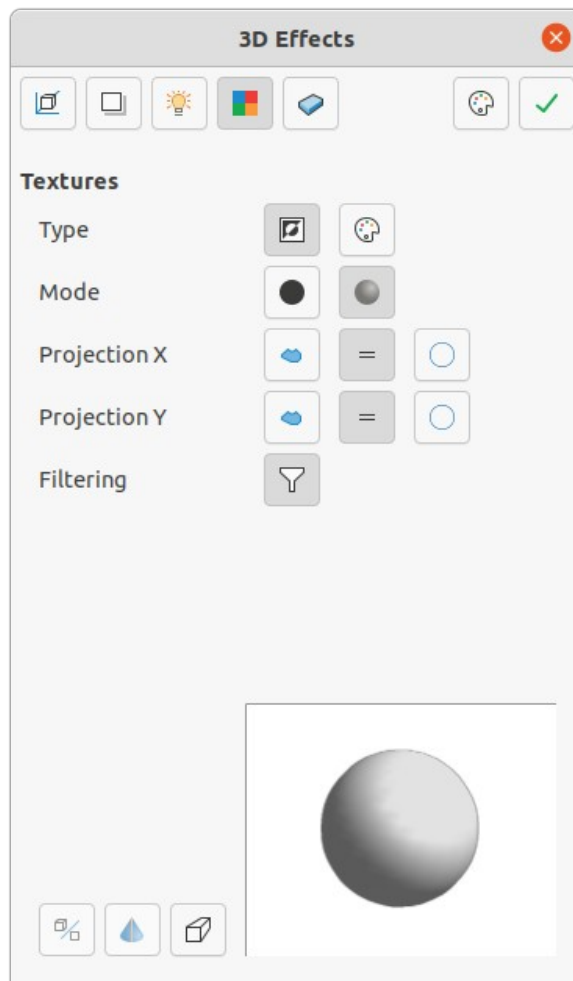 3D Effects
Textures
Type
Mode
Projection X
Projection Y
Filtering